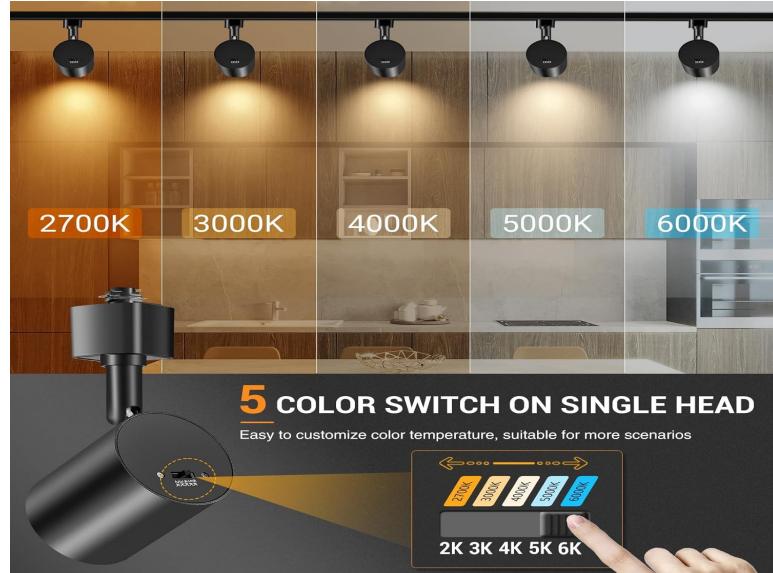 2700K 3000K 4000K 5000K 6000K
5 COLOR SWITCH ON SINGLE HEAD
Easy to customize color temperature, suitable for more scenarios
2700K 3000K 4000K 5000K 6000K
2K 3K 4K 5K 6K